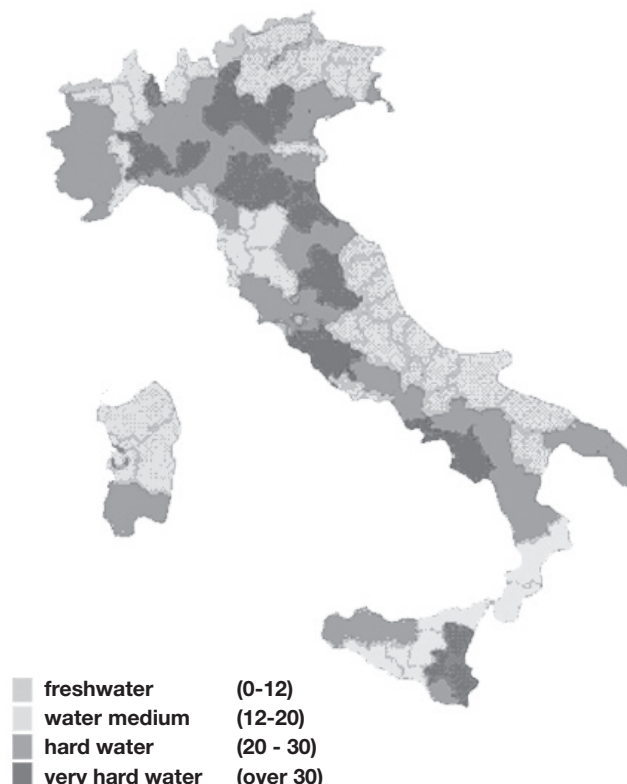 freshwater (0-12)
water medium (12-20)
hard water (20 - 30)
very hard water (over 30)